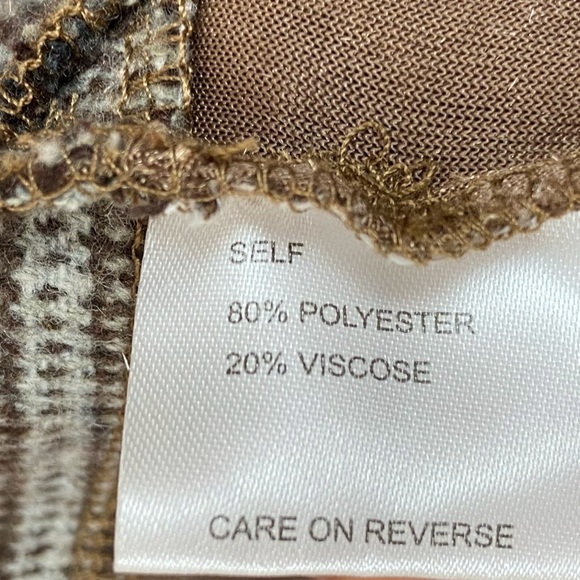 SELF
80% POLYESTER
20% VISCOSE
CARE ON REVERSE